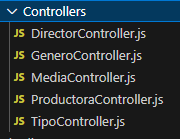 Controllers
JS DirectorController.js
JS GeneroController.js
JS MediaController.js
JS ProductoraController.js
JS TipoController.js